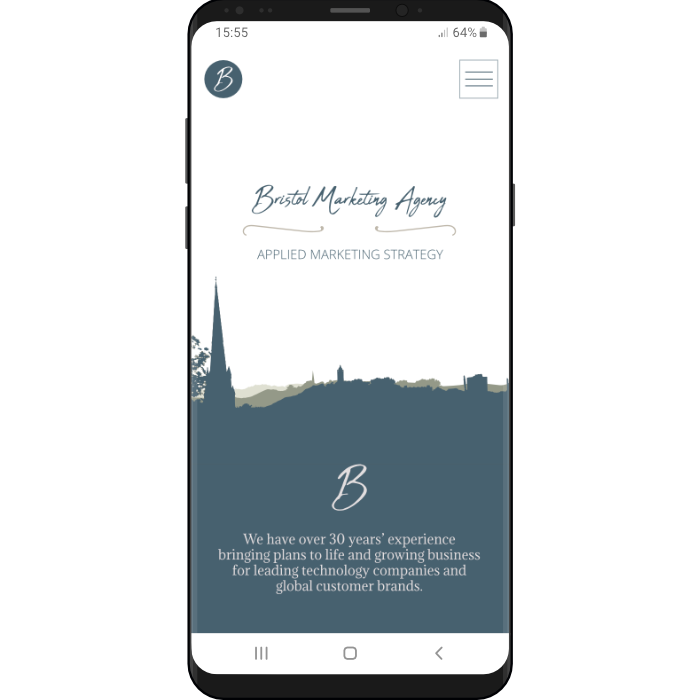 15:55 64%
B
Bristol Marketing Agency
APPLIED MARKETING STRATEGY
B
We have over 30 years’ experience
bringing plans to life and growing business
for leading technology companies and
global customer brands.